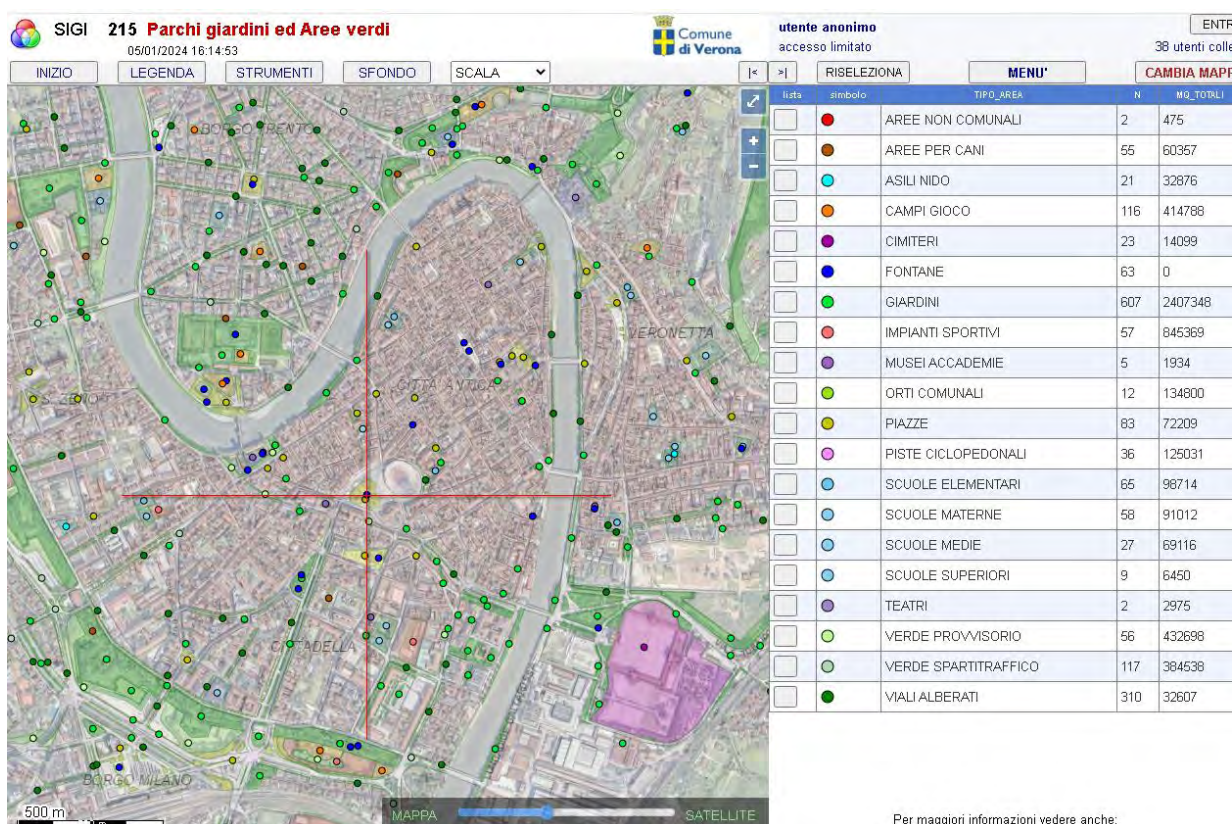 SIGI 215 Parchi giardini ed Aree verdi
05/01/2024 16:14:53
Comune
di Verona
utente anonimo
accesso limitato
ENTR
38 utenti colle
INIZIO LEGENDA STRUMENTI SFONDO SCALA |< >| RISELEZIONA MENU' CAMBIA MAPP
lista simbolo TIPO_AREA N MQ_TOTALI
AREE NON COMUNALI 2 475
AREE PER CANI 55 60357
ASILI NIDO 21 32876
CAMPI GIOCO 116 414788
CIMITERI 23 14099
FONTANE 63 0
GIARDINI 607 2407348
IMPIANTI SPORTIVI 57 845369
MUSEI ACCADEMIE 5 1934
ORTI COMUNALI 12 134800
PIAZZE 83 72209
PISTE CICLOPEDONALI 36 125031
SCUOLE ELEMENTARI 65 98714
SCUOLE MATERNE 58 91012
SCUOLE MEDIE 27 69116
SCUOLE SUPERIORI 9 6450
TEATRI 2 2975
VERDE PROVVISORIO 56 432698
VERDE SPARTITRAFFICO 117 384538
VIALI ALBERATI 310 32607
BORGO TRENTO
VERONETTA
CITTÀ ANTICA
S. ZENO
CITTADELLA
BORGO MILANO
500 m
MAPPA SATELLITE
Per maggiori informazioni vedere anche: